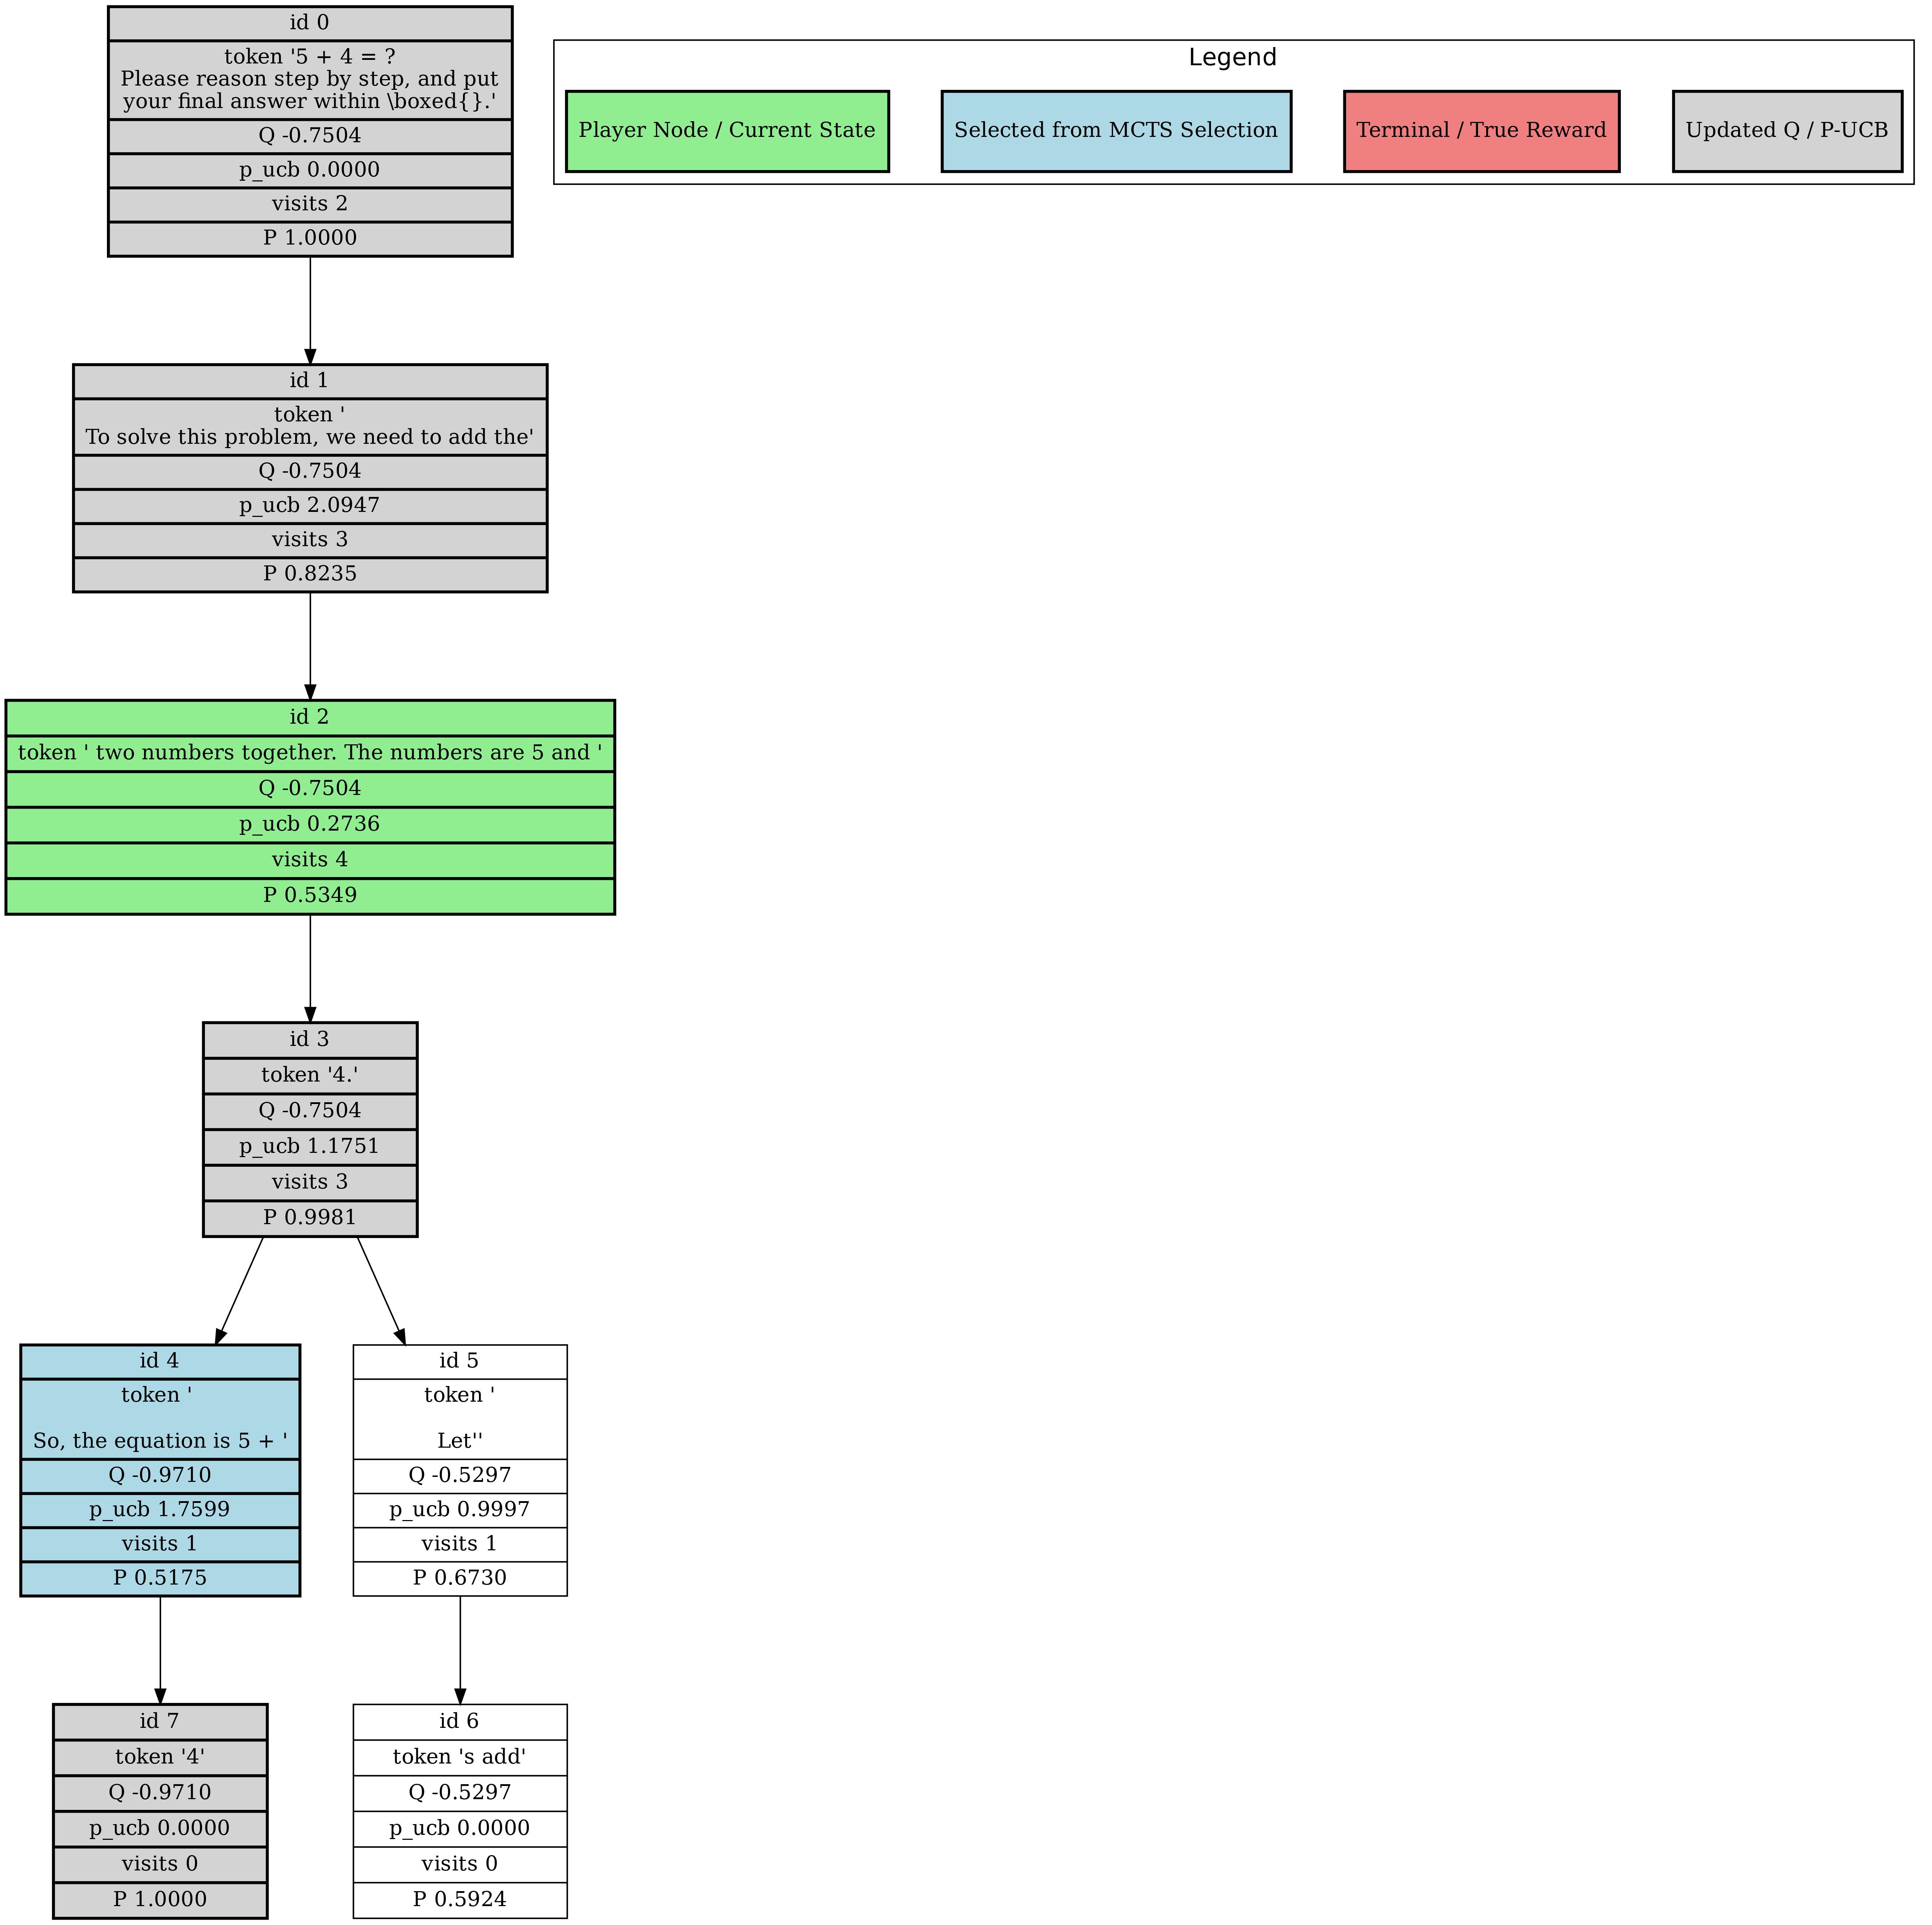 id 0
token '5 + 4 = ?
Please reason step by step, and put
your final answer within \boxed{}.'
Q -0.7504
p_ucb 0.0000
visits 2
P 1.0000
Legend
Player Node / Current State
Selected from MCTS Selection
Terminal / True Reward
Updated Q / P-UCB
id 1
token '
To solve this problem, we need to add the'
Q -0.7504
p_ucb 2.0947
visits 3
P 0.8235
id 2
token ' two numbers together. The numbers are 5 and '
Q -0.7504
p_ucb 0.2736
visits 4
P 0.5349
id 3
token '4.'
Q -0.7504
p_ucb 1.1751
visits 3
P 0.9981
id 4
token '
So, the equation is 5 + '
Q -0.9710
p_ucb 1.7599
visits 1
P 0.5175
id 5
token '
Let''
Q -0.5297
p_ucb 0.9997
visits 1
P 0.6730
id 7
token '4'
Q -0.9710
p_ucb 0.0000
visits 0
P 1.0000
id 6
token 's add'
Q -0.5297
p_ucb 0.0000
visits 0
P 0.5924